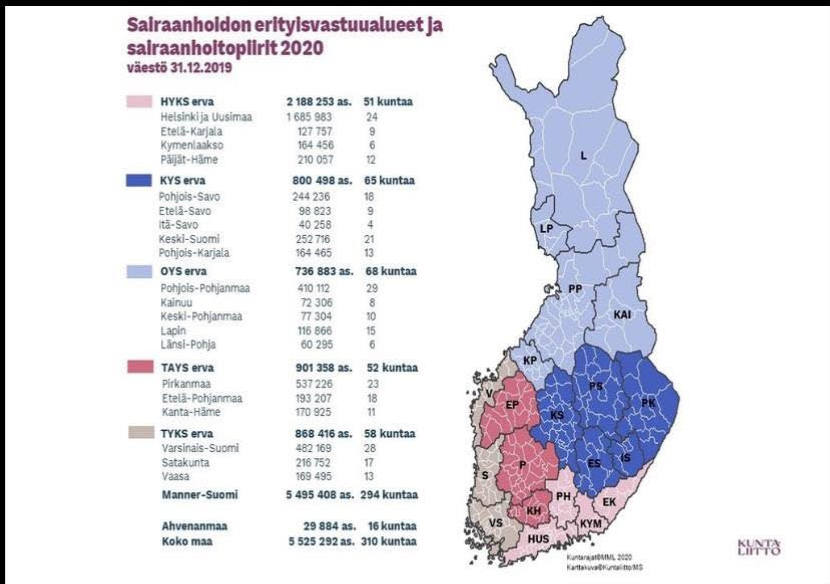 Sairaanhoidon erityisvastuualueet ja
sairaanhoitopiirit 2020
väestö 31.12.2019
HYKS erva 2 188 253 as. 51 kuntaa
Helsinki ja Uusimaa 1 685 983 24
Etelä-Karjala 127 757 9
Kymenlaakso 164 456 6
Päijät-Häme 210 057 12
KYS erva 800 498 as. 65 kuntaa
Pohjois-Savo 244 236 18
Etelä-Savo 98 823 9
Itä-Savo 40 258 4
Keski-Suomi 252 716 21
Pohjois-Karjala 164 465 13
OYS erva 736 883 as. 68 kuntaa
Pohjois-Pohjanmaa 410 112 29
Kainuu 72 306 8
Keski-Pohjanmaa 77 304 10
Lapin 116 866 15
Länsi-Pohja 60 295 6
TAYS erva 901 358 as. 52 kuntaa
Pirkanmaa 537 226 23
Etelä-Pohjanmaa 193 207 18
Kanta-Häme 170 925 11
TYKS erva 868 416 as. 58 kuntaa
Varsinais-Suomi 482 169 28
Satakunta 216 752 17
Vaasa 169 495 13
Manner-Suomi 5 495 408 as. 294 kuntaa
Ahvenanmaa 29 884 as. 16 kuntaa
Koko maa 5 525 292 as. 310 kuntaa
L
LP
PP
KAI
KP
V
EP
KS
PS
PK
P
ES
IS
S
PH
EK
KH
VS
KYM
HUS
Kuntarajat©MML 2020
Karttakuva©Kuntaliitto/MS
KUNTA
LIITTO